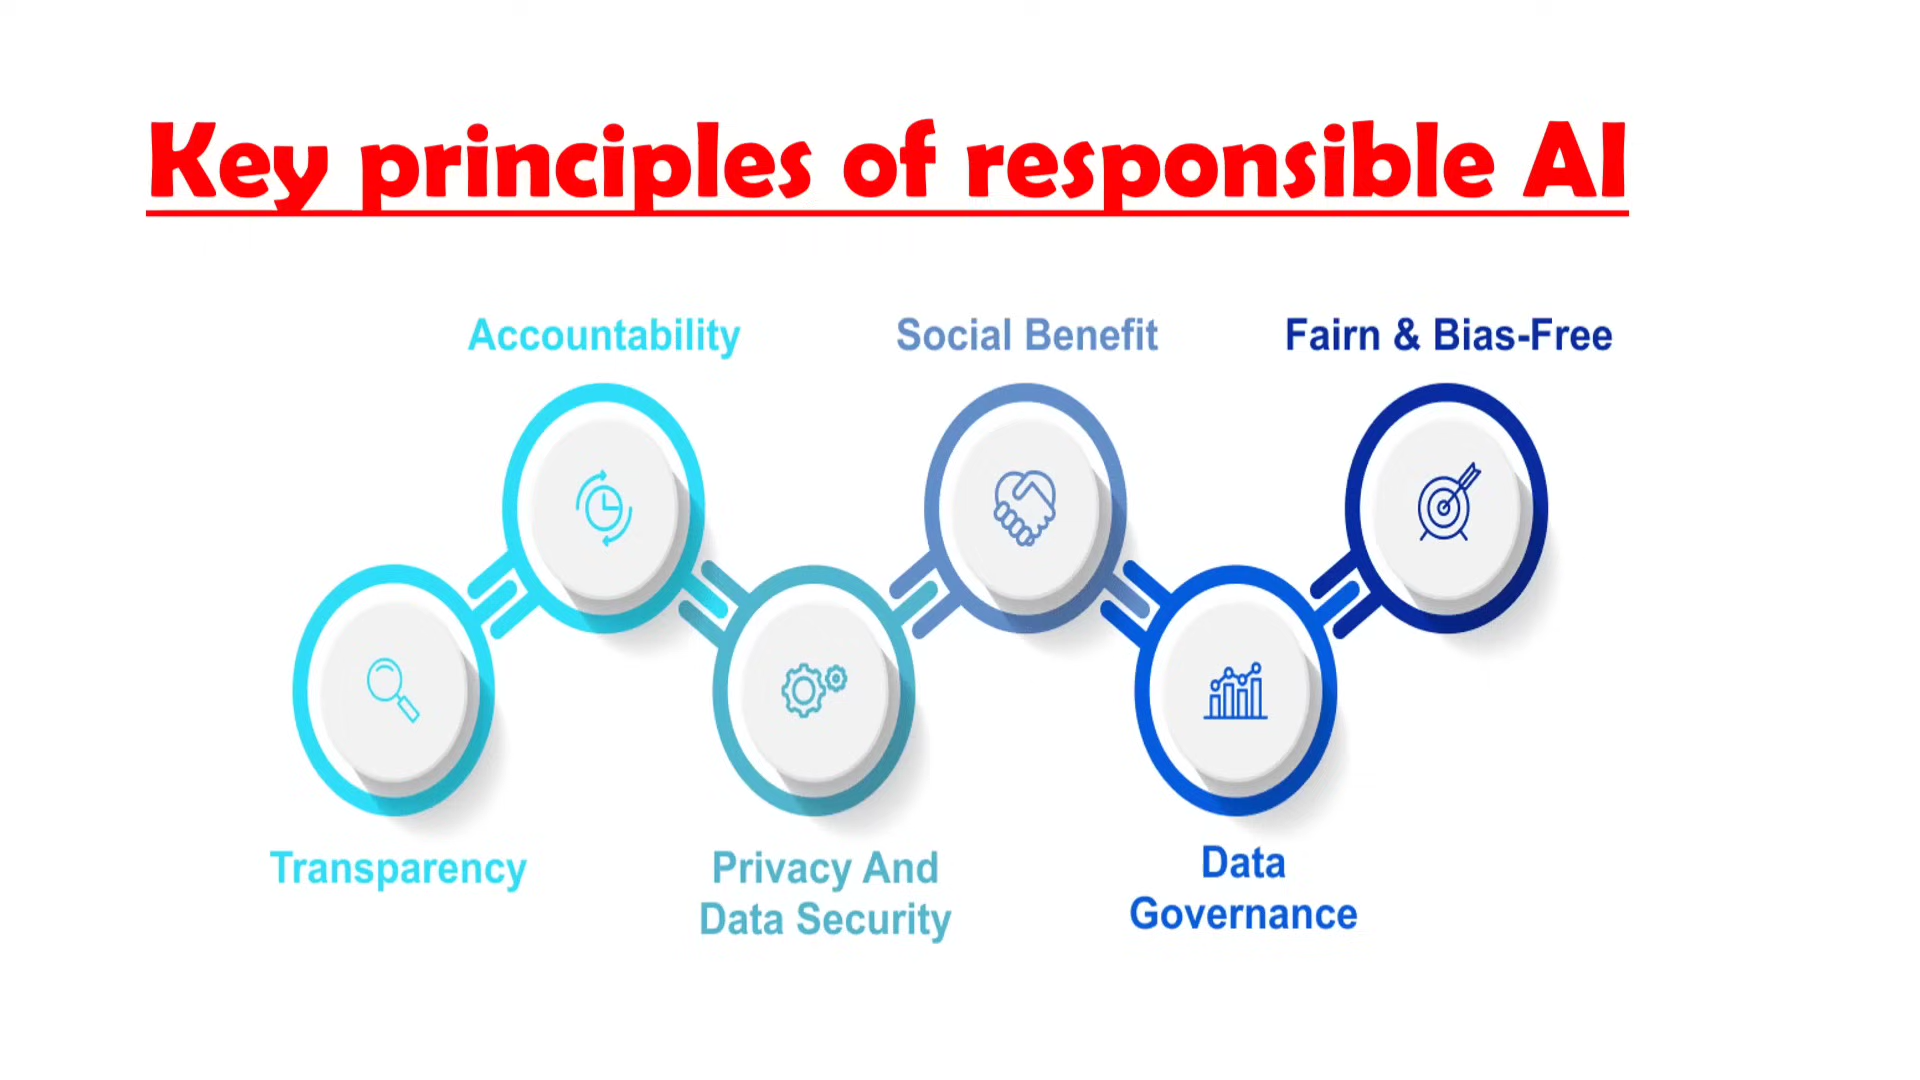 Key principles of responsible AI
Accountability
Social Benefit
Fairn & Bias-Free
Transparency
Privacy And
Data Security
Data
Governance